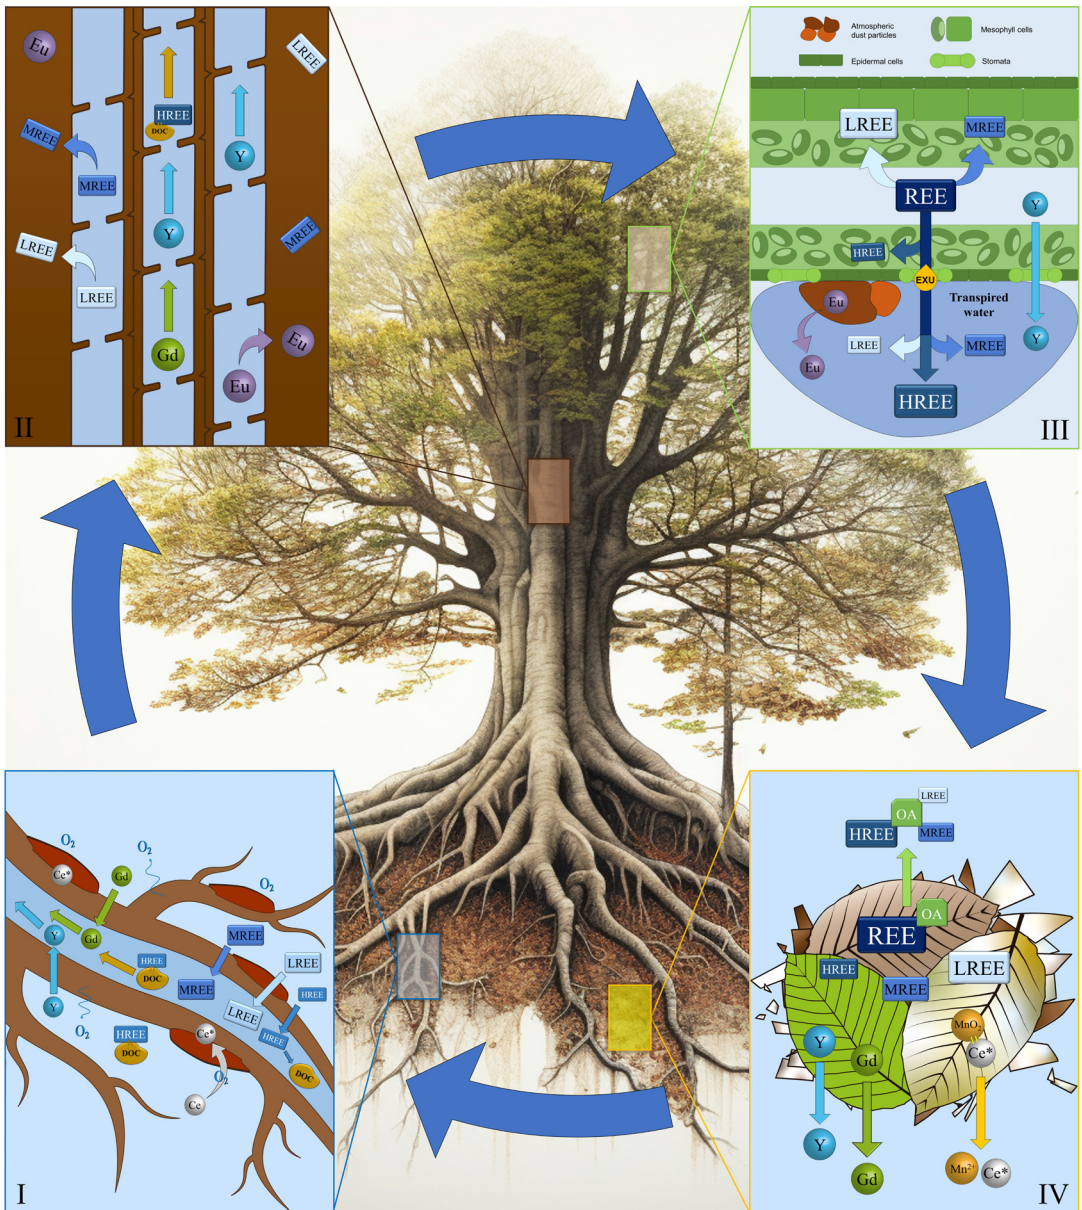 Eu
LREE
HREE
DOC
MREE
Y
MREE
Y
LREE
MREE
LREE
Gd
Eu
Eu
II
Atmospheric
dust particles
Mesophyll cells
Epidermal cells
Stomata
LREE
MREE
REE
Y
HREE
EXU
Eu
Transpired
water
LREE
MREE
Y
Eu
HREE
III
O2
O2
Ce*
Gd
O2
Y
Gd
MREE
HREE
DOC
LREE
MREE
HREE
Y
LREE
O2
HREE
DOC
Ce*
HREE
DOC
O2
Ce
I
LREE
OA
HREE
MREE
OA
REE
HREE
LREE
MREE
MnO2
Y
Gd
Ce*
Y
Gd
Mn2+
Ce*
IV